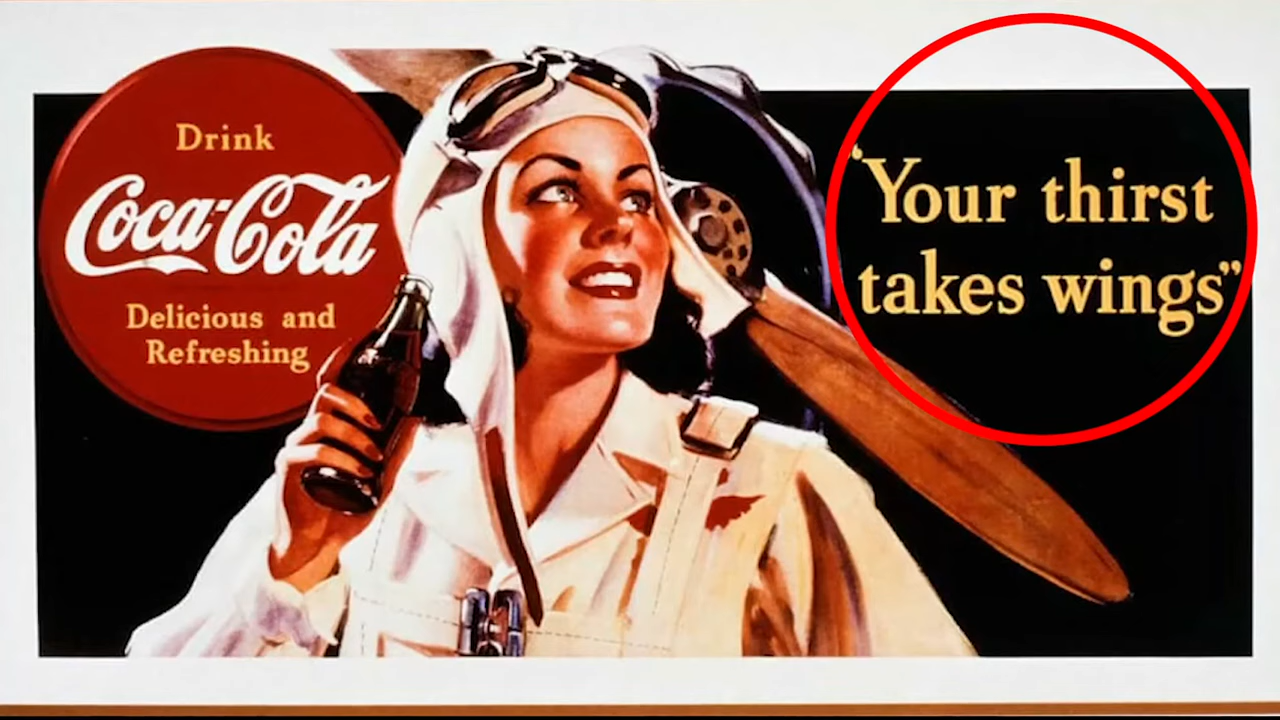 Drink
Coca-Cola
Delicious and
Refreshing
“Your thirst
takes wings”